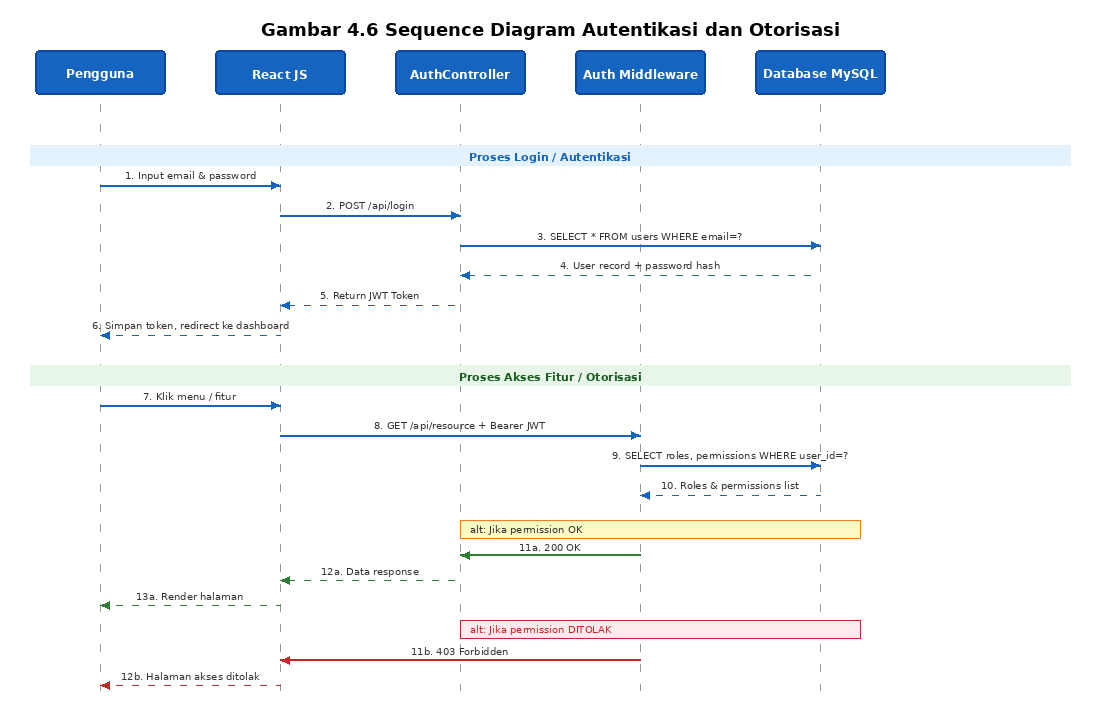 Gambar 4.6 Sequence Diagram Autentikasi dan Otorisasi
Pengguna
React JS
AuthController
Auth Middleware
Database MySQL
Proses Login / Autentikasi
1. Input email & password
2. POST /api/login
3. SELECT * FROM users WHERE email=?
4. User record + password hash
5. Return JWT Token
6. Simpan token, redirect ke dashboard
Proses Akses Fitur / Otorisasi
7. Klik menu / fitur
8. GET /api/resource + Bearer JWT
9. SELECT roles, permissions WHERE user_id=?
10. Roles & permissions list
alt: Jika permission OK
11a. 200 OK
12a. Data response
13a. Render halaman
alt: Jika permission DITOLAK
11b. 403 Forbidden
12b. Halaman akses ditolak